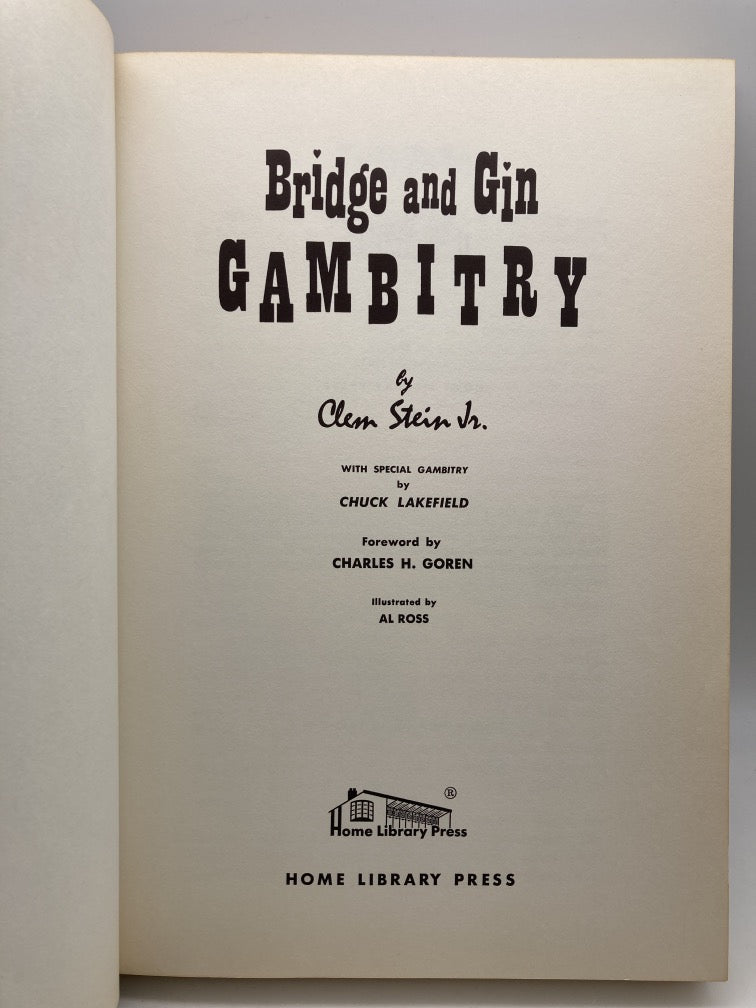 Bridge and Gin
GAMBITRY
by
Clem Stein Jr.
WITH SPECIAL GAMBITRY
by
CHUCK LAKEFIELD
Foreword by
CHARLES H. GOREN
Illustrated by
AL ROSS
®
Home Library Press
HOME LIBRARY PRESS